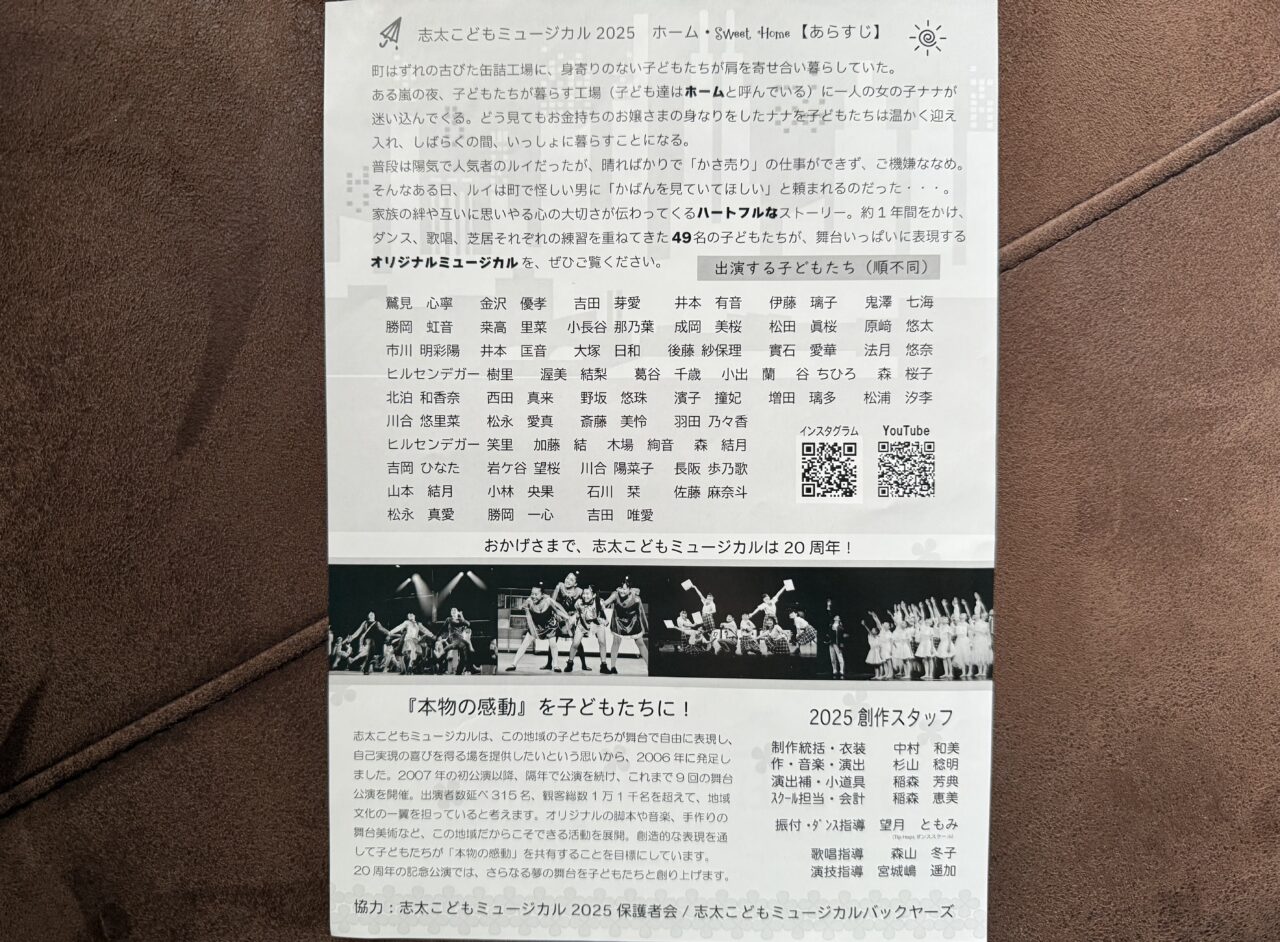 志太こどもミュージカル 2025　ホーム・Sweet Home【あらすじ】
町はずれの古びた缶詰工場に、身寄りのない子どもたちが肩を寄せ合い暮らしていた。
ある嵐の夜、子どもたちが暮らす工場（子ども達はホームと呼んでいる）に一人の女の子ナナが
迷い込んでくる。どう見てもお金持ちのお嬢さまの身なりをしたナナを子どもたちは温かく迎え
入れ、しばらくの間、いっしょに暮らすことになる。
普段は陽気で人気者のルイだったが、晴ればかりで「かさ売り」の仕事ができず、ご機嫌ななめ。
そんなある日、ルイは町で怪しい男に「かばんを見ていてほしい」と頼まれるのだった・・・。
家族の絆や互いに思いやる心の大切さが伝わってくるハートフルなストーリー。約１年間をかけ、
ダンス、歌唱、芝居それぞれの練習を重ねてきた 49名の子どもたちが、舞台いっぱいに表現する
オリジナルミュージカルを、ぜひご覧ください。
出演する子どもたち（順不同）
鷲見　心寧　金沢　優孝　吉田　芽愛　井本　有音　伊藤　璃子　鬼澤　七海
勝岡　虹音　乗高　里菜　小長谷 那乃葉　成岡　美桜　松田　眞桜　原﨑　悠太
市川 明彩陽　井本　匡音　大塚　日和　後藤 紗保理　實石　愛華　法月　悠奈
ヒルセンデガー 樹里　渥美　結梨　葛谷　千歳　小出　蘭　谷 ちひろ　森　桜子
北泊 和香奈　西田　真来　野坂　悠珠　濱子　撞妃　増田　璃多　松浦　汐李
川合 悠里菜　松永　愛真　斎藤　美怜　羽田 乃々香
ヒルセンデガー 笑里　加藤　結　木場　絢音　森　結月
吉岡 ひなた　岩ケ谷 望桜　川合 陽菜子　長阪 歩乃歌
山本　結月　小林　央果　石川　栞　佐藤 麻奈斗
松永　真愛　勝岡　一心　吉田　唯愛
インスタグラム　YouTube
おかげさまで、志太こどもミュージカルは 20 周年！
『本物の感動』を子どもたちに！
志太こどもミュージカルは、この地域の子どもたちが舞台で自由に表現し、
自己実現の喜びを得る場を提供したいという思いから、2006 年に発足し
ました。2007 年の初公演以降、隔年で公演を続け、これまで 9 回の舞台
公演を開催。出演者数延べ 315 名、観客総数 1 万 1 千名を超えて、地域
文化の一翼を担っていると考えます。オリジナルの脚本や音楽、手作りの
舞台美術など、この地域だからこそできる活動を展開。創造的な表現を通
して子どもたちが「本物の感動」を共有することを目標にしています。
20 周年の記念公演では、さらなる夢の舞台を子どもたちと創り上げます。
2025 創作スタッフ
制作統括・衣装　中村　和美
作・音楽・演出　杉山　稔明
演出補・小道具　稲森　芳典
ｽｸｰﾙ担当・会計　稲森　恵美
振付・ﾀﾞﾝｽ指導　望月　ともみ
歌唱指導　森山　冬子
演技指導　宮城嶋　遥加
協力：志太こどもミュージカル 2025 保護者会 / 志太こどもミュージカルバックヤーズ